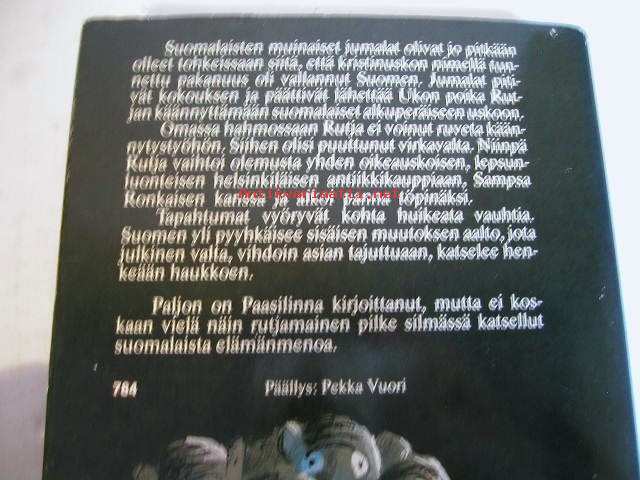 Suomalaisten muinaiset jumalat olivat jo pitkään
olleet tohkeissaan siitä, että kristinuskon nimellä tun-
nettu pakanuus oli vallannut Suomen. Jumalat piti-
vät kokouksen ja päättivät lähettää Ukon poika Rut-
jan käännyttämään suomalaiset alkuperäiseen uskoon.
Omassa hahmossaan Rutja ei voinut ruveta kään-
nytystyöhön. Siihen olisi puuttunut virkavalta. Niinpä
Rutja vaihtoi olemusta yhden oikeauskoisen, lepsun-
luonteisen helsinkiläisen antiikkikauppiaan, Sampsa
Ronkaisen kanssa ja alkoi panna töpinäksi.
Tapahtumat vyöryvät kohta huikeata vauhtia.
Suomen yli pyyhkäisee sisäisen muutoksen aalto, jota
julkinen valta, vihdoin asian tajuttuaan, katselee hen-
keään haukkoen.
Paljon on Paasilinna kirjoittanut, mutta ei kos-
kaan vielä näin rutjamainen pilke silmässä katsellut
suomalaista elämänmenoa.
784 Päällys: Pekka Vuori